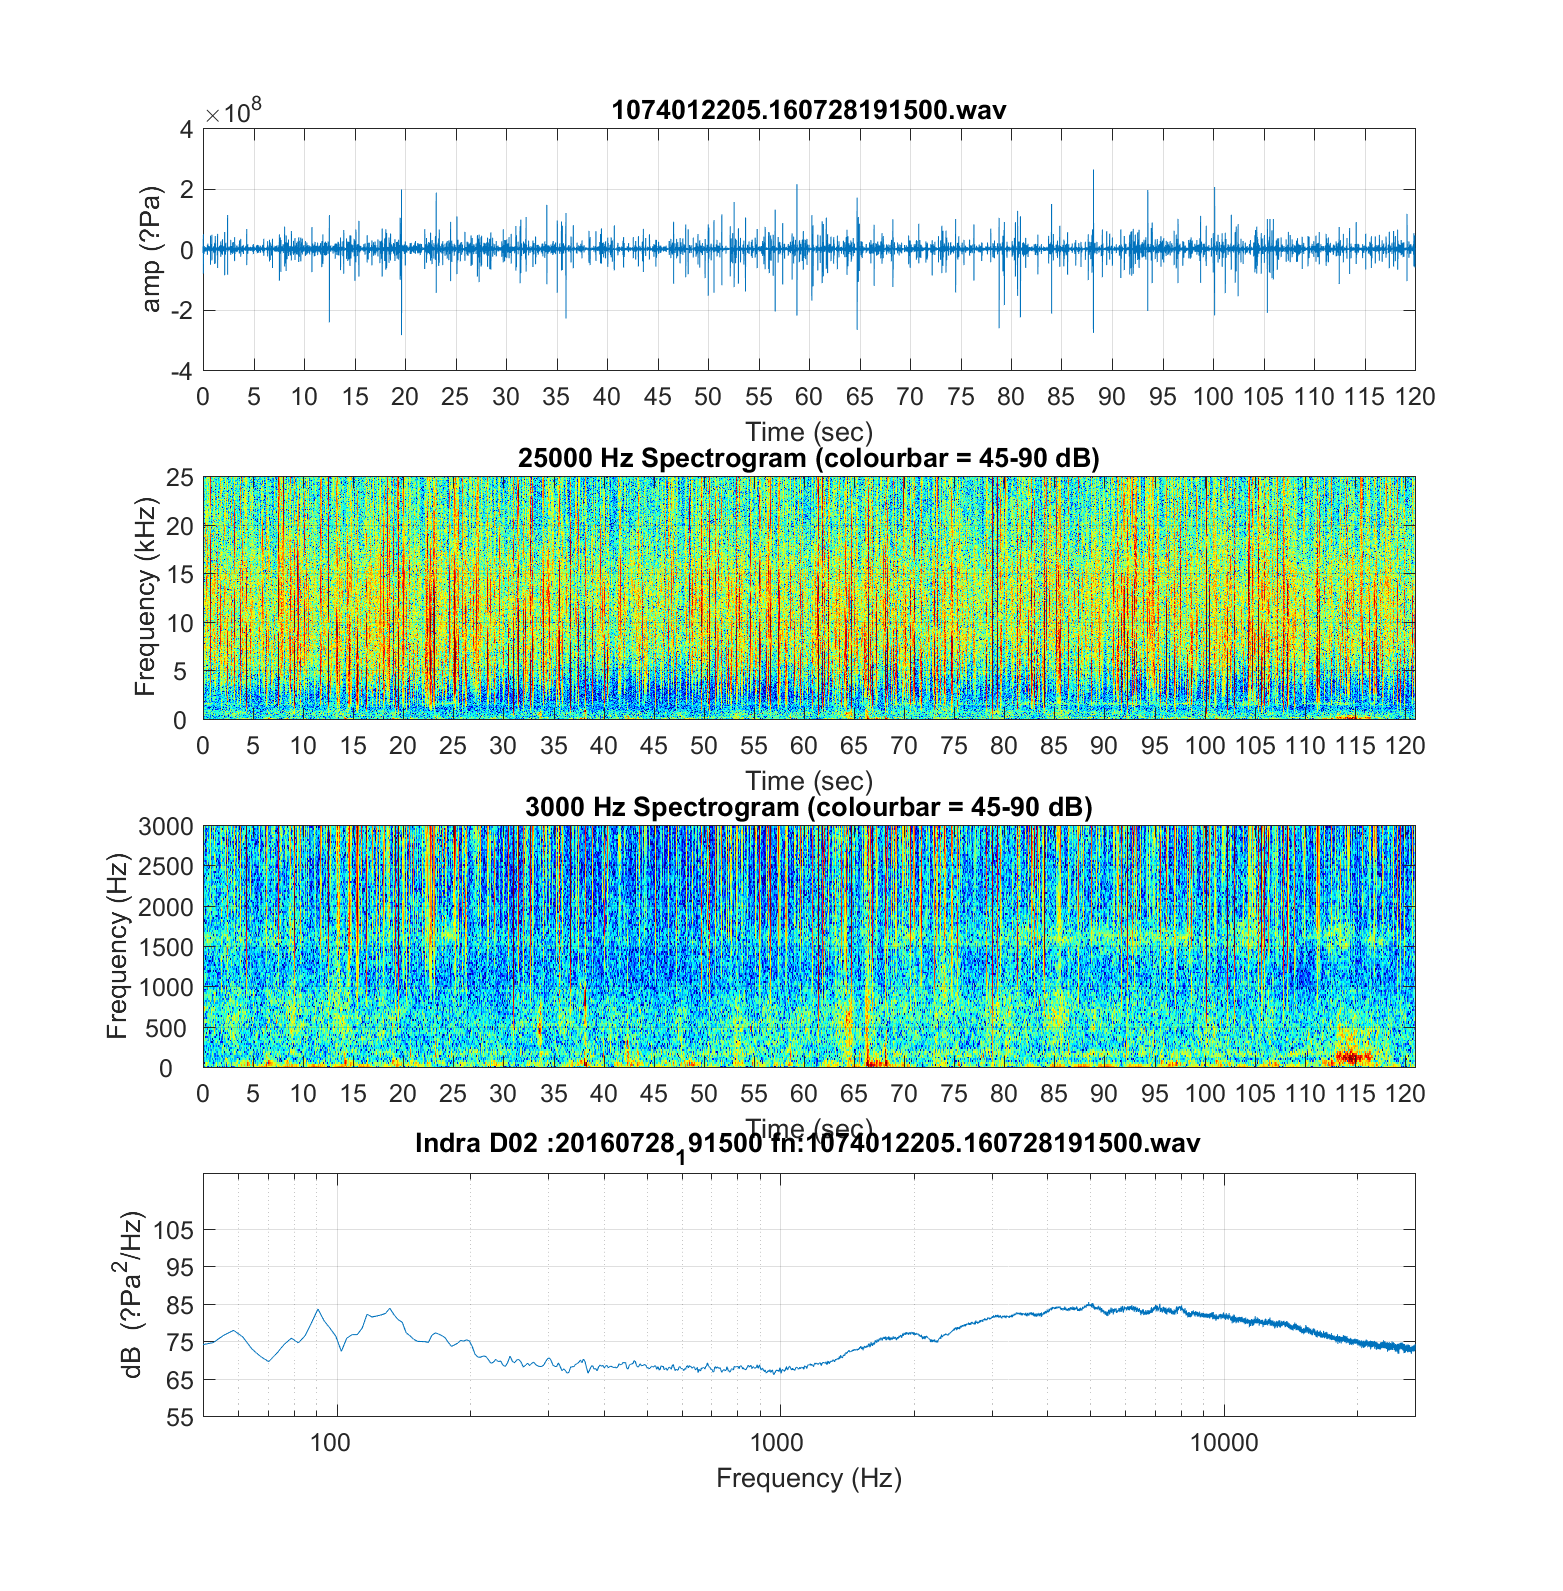 1074012205.160728191500.wav
×10⁸
4
2
0
-2
-4
amp (?Pa)
0 5 10 15 20 25 30 35 40 45 50 55 60 65 70 75 80 85 90 95 100 105 110 115 120
Time (sec)
25000 Hz Spectrogram (colourbar = 45-90 dB)
25
20
15
10
5
0
Frequency (kHz)
0 5 10 15 20 25 30 35 40 45 50 55 60 65 70 75 80 85 90 95 100 105 110 115 120
Time (sec)
3000 Hz Spectrogram (colourbar = 45-90 dB)
3000
2500
2000
1500
1000
500
0
Frequency (Hz)
0 5 10 15 20 25 30 35 40 45 50 55 60 65 70 75 80 85 90 95 100 105 110 115 120
Time (sec)
Indra D02 :20160728₁91500 fn:1074012205.160728191500.wav
105
95
85
75
65
55
dB (?Pa²/Hz)
100 1000 10000
Frequency (Hz)